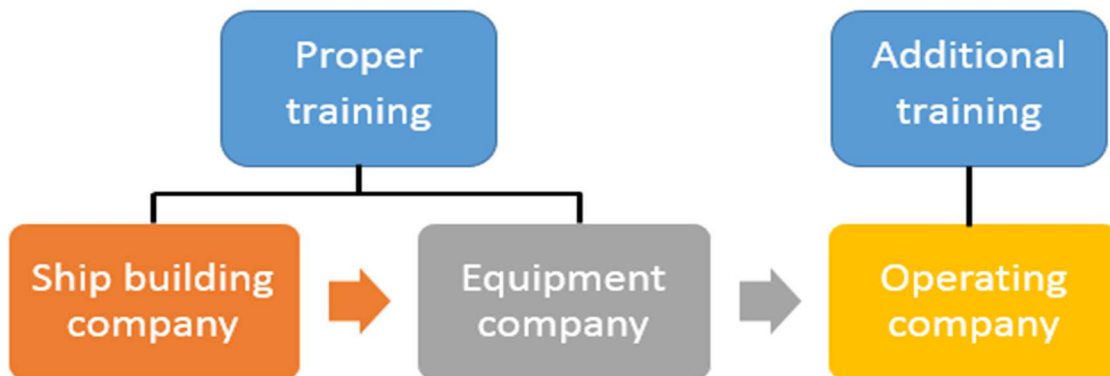 Proper
training
Additional
training
Ship building
company
Equipment
company
Operating
company